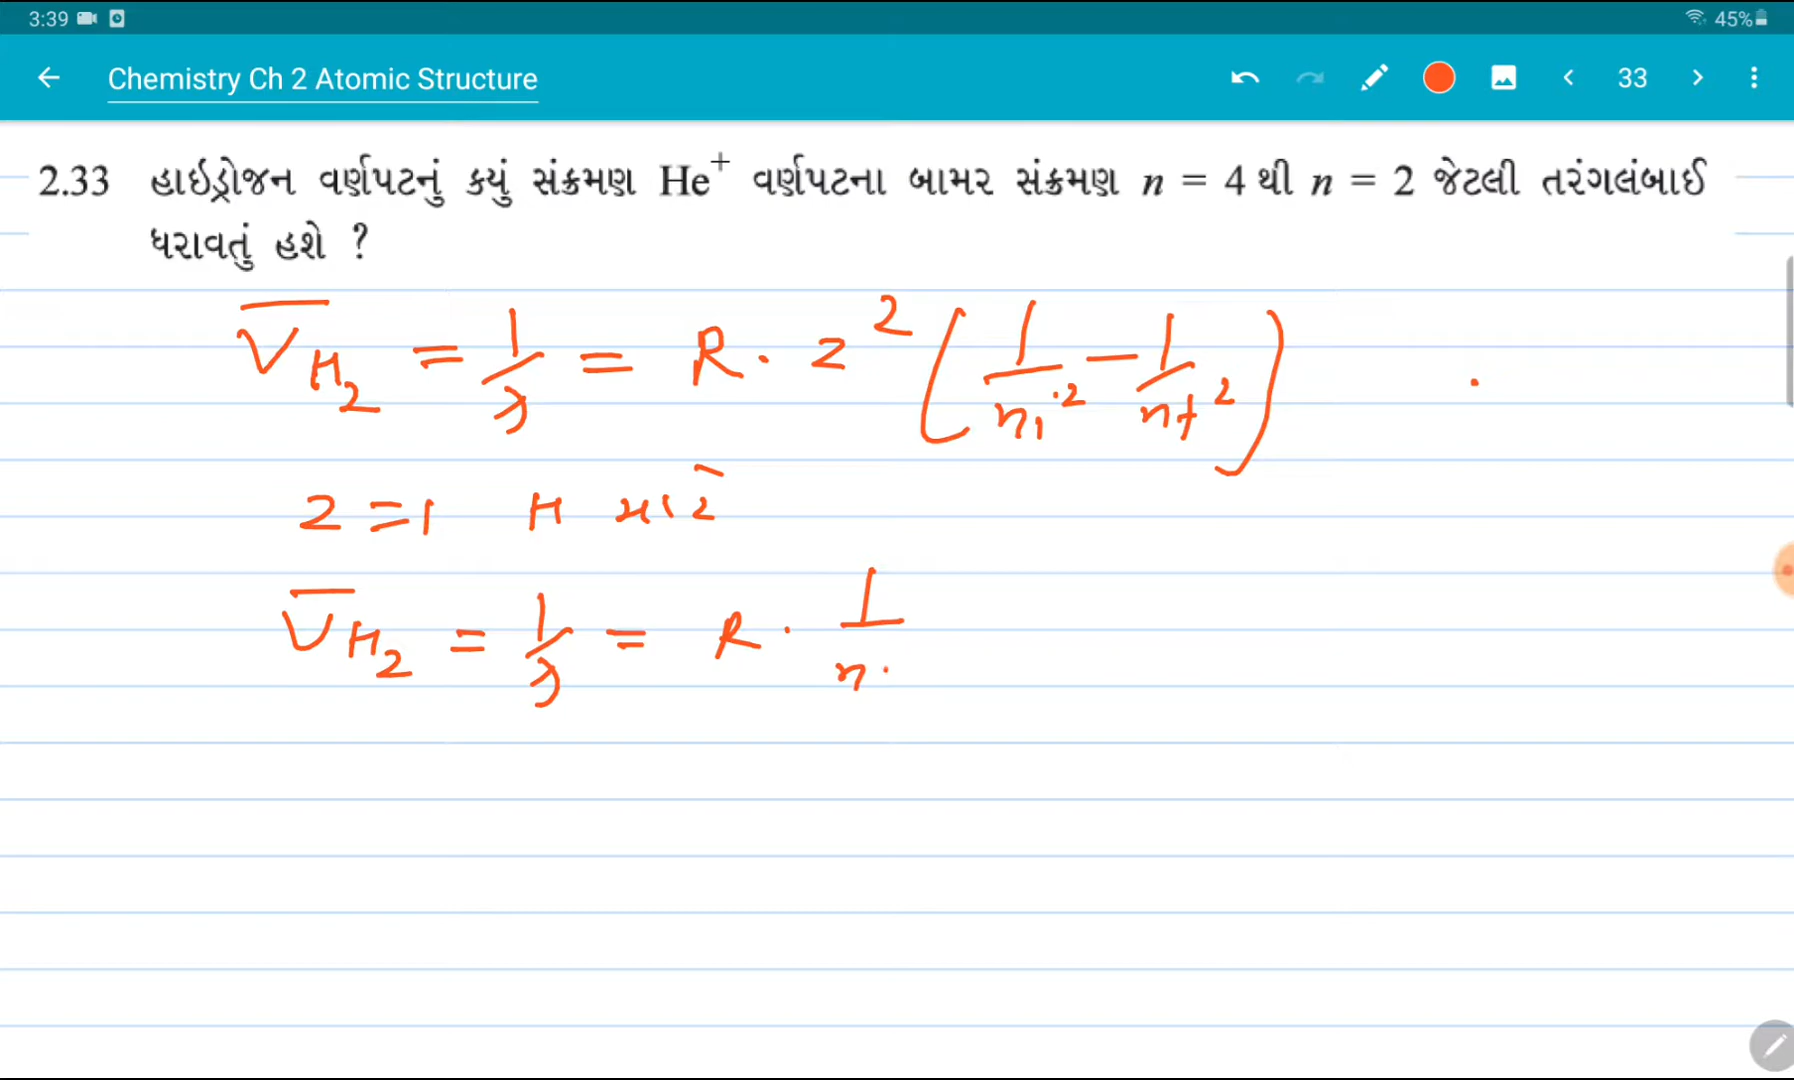 3:39 45%
Chemistry Ch 2 Atomic Structure 33
2.33 હાઇડ્રોજન વર્ણપટનું કયું સંક્રમણ He⁺ વર્ણપટના બામર સંક્રમણ n = 4 થી n = 2 જેટલી તરંગલંબાઈ
ધરાવતું હશે ?
V̅H₂ = 1/λ = R · z² (1/ni² − 1/nf²)
z = 1 H માટે
V̅H₂ = 1/λ = R · 1/n